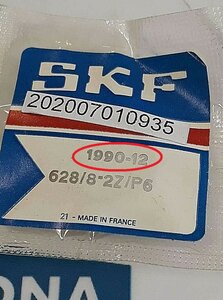 SKF
202007010935
1990-12
628/8-2Z/P6
21 - MADE IN FRANCE
ONA